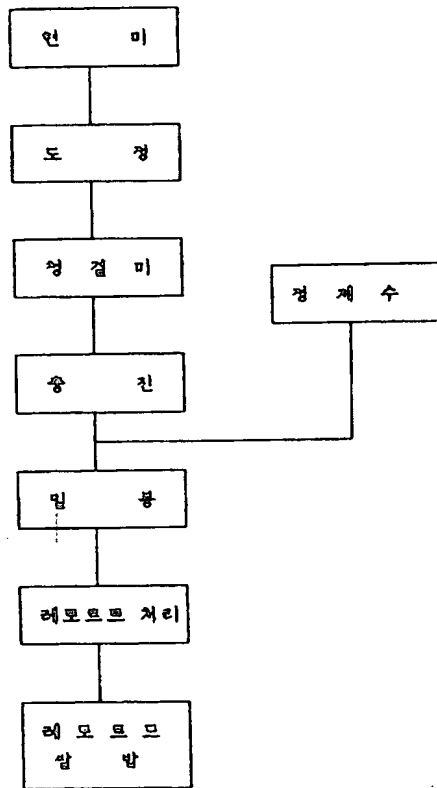 현 미
도 정
청 결 미
정 제 수
충 진
밀 봉
레토르트 처리
레 토 르 트
쌀 밥